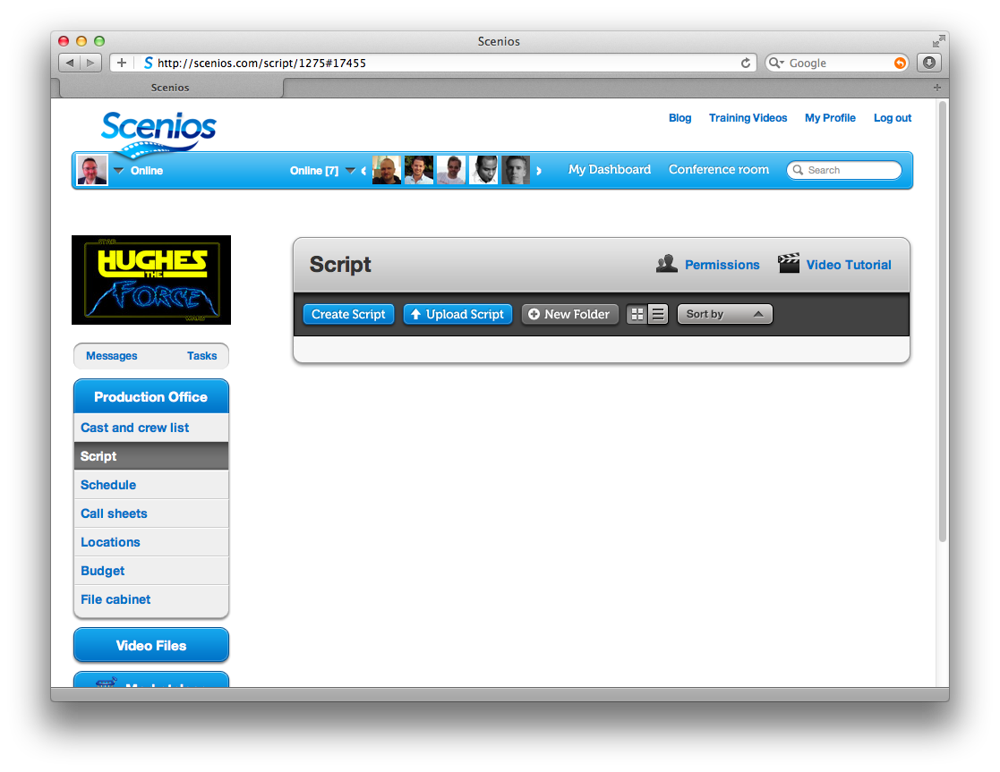 Scenios
http://scenios.com/script/1275#17455
Google
Scenios
Blog Training Videos My Profile Log out
Scenios
Online Online [7] My Dashboard Conference room Search
STAR
HUGHES
THE
FORCE
WARS
Script Permissions Video Tutorial
Create Script Upload Script New Folder Sort by
Messages Tasks
Production Office
Cast and crew list
Script
Schedule
Call sheets
Locations
Budget
File cabinet
Video Files